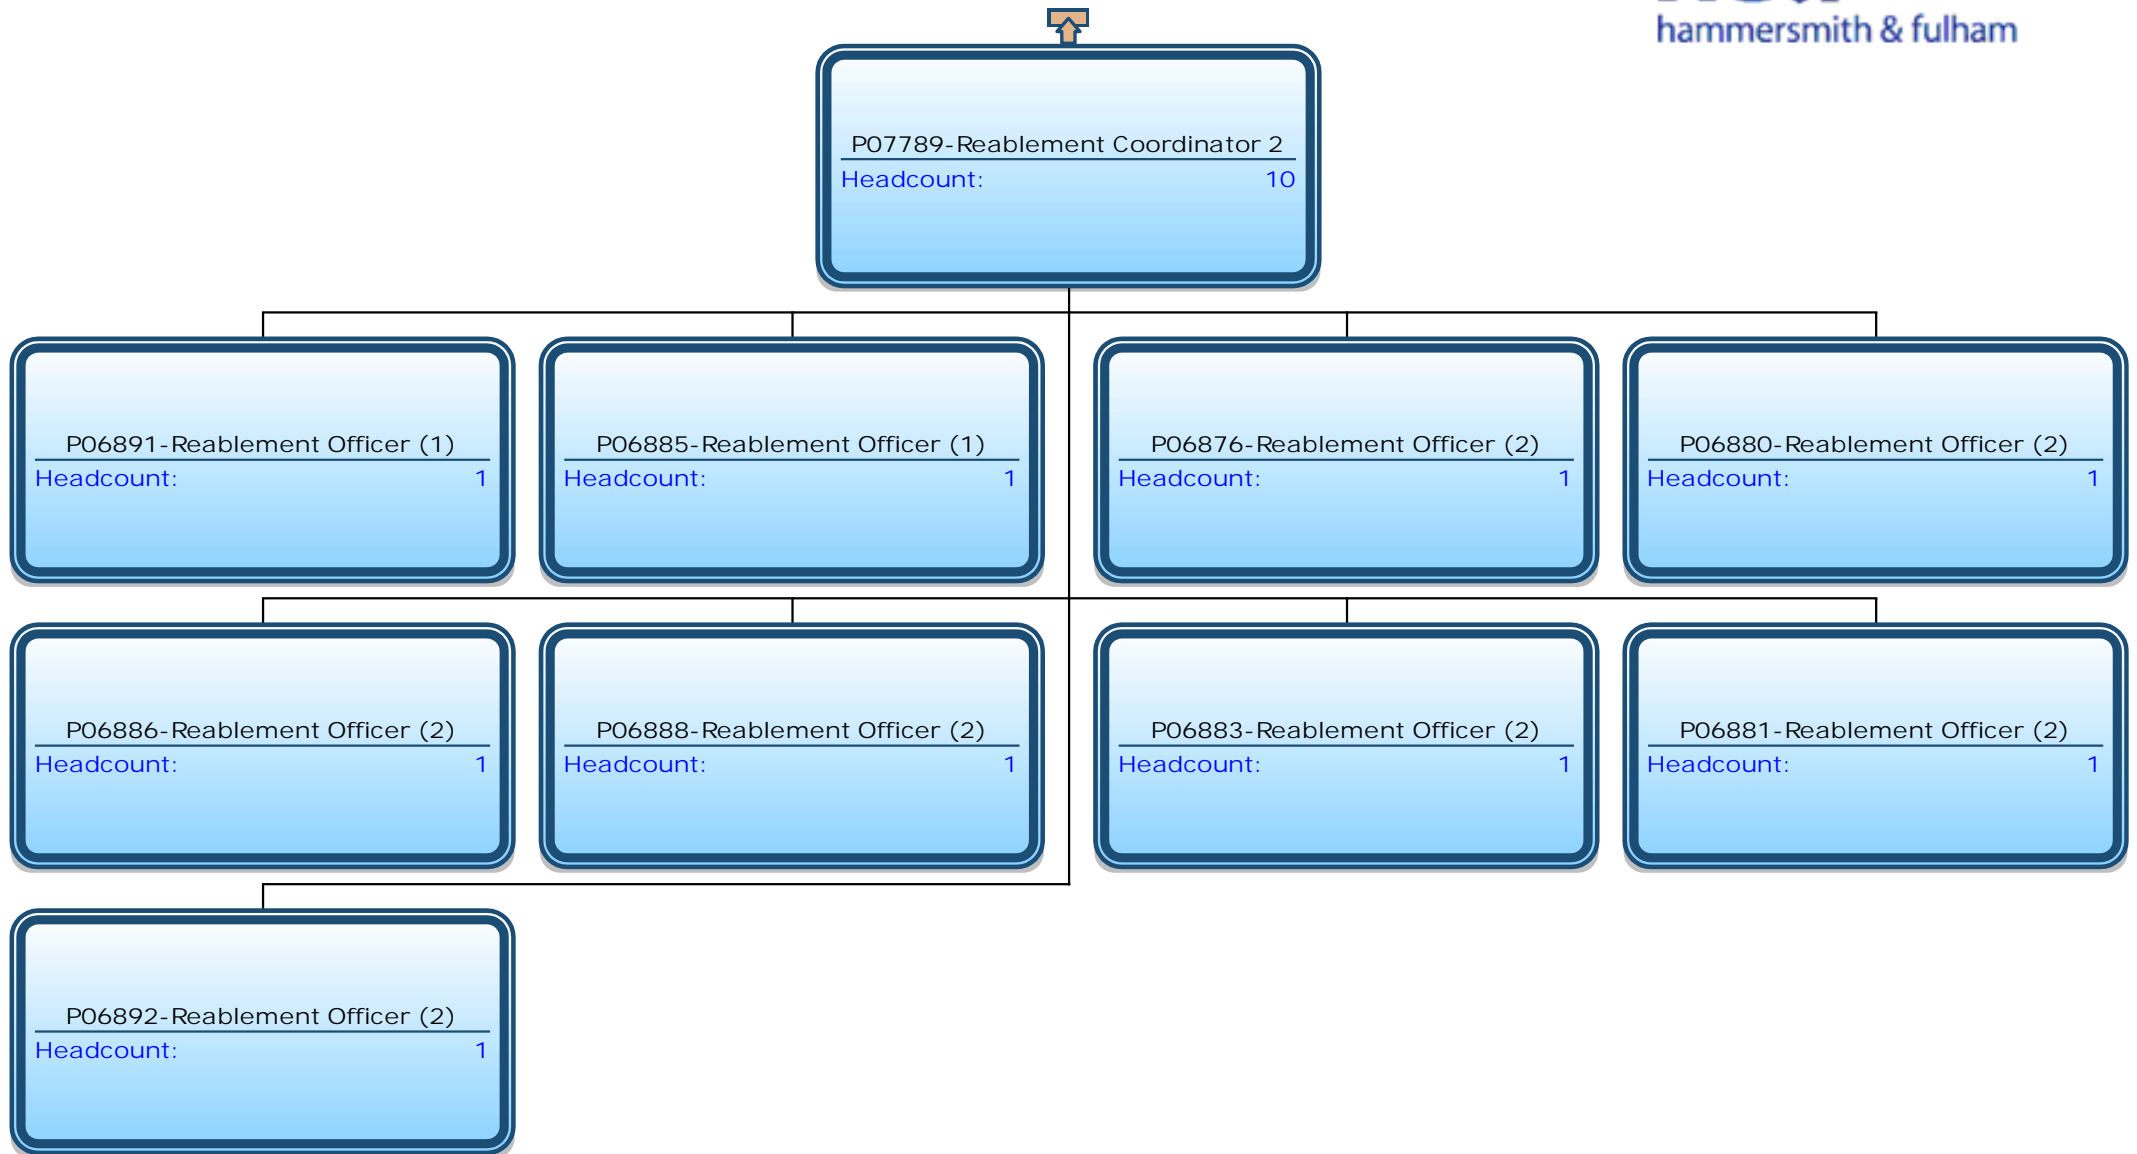 hammersmith & fulham
P07789-Reablement Coordinator 2
Headcount: 10
P06891-Reablement Officer (1)
Headcount: 1
P06885-Reablement Officer (1)
Headcount: 1
P06876-Reablement Officer (2)
Headcount: 1
P06880-Reablement Officer (2)
Headcount: 1
P06886-Reablement Officer (2)
Headcount: 1
P06888-Reablement Officer (2)
Headcount: 1
P06883-Reablement Officer (2)
Headcount: 1
P06881-Reablement Officer (2)
Headcount: 1
P06892-Reablement Officer (2)
Headcount: 1